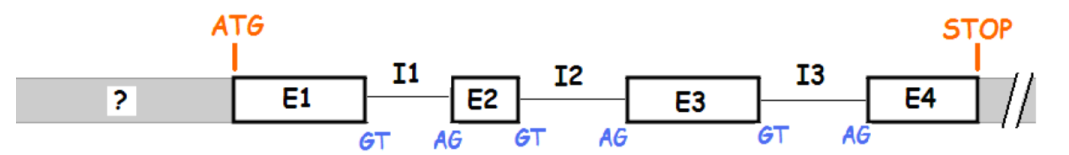 ATG STOP
I1 I2 I3
? E1 E2 E3 E4
GT AG GT AG GT AG